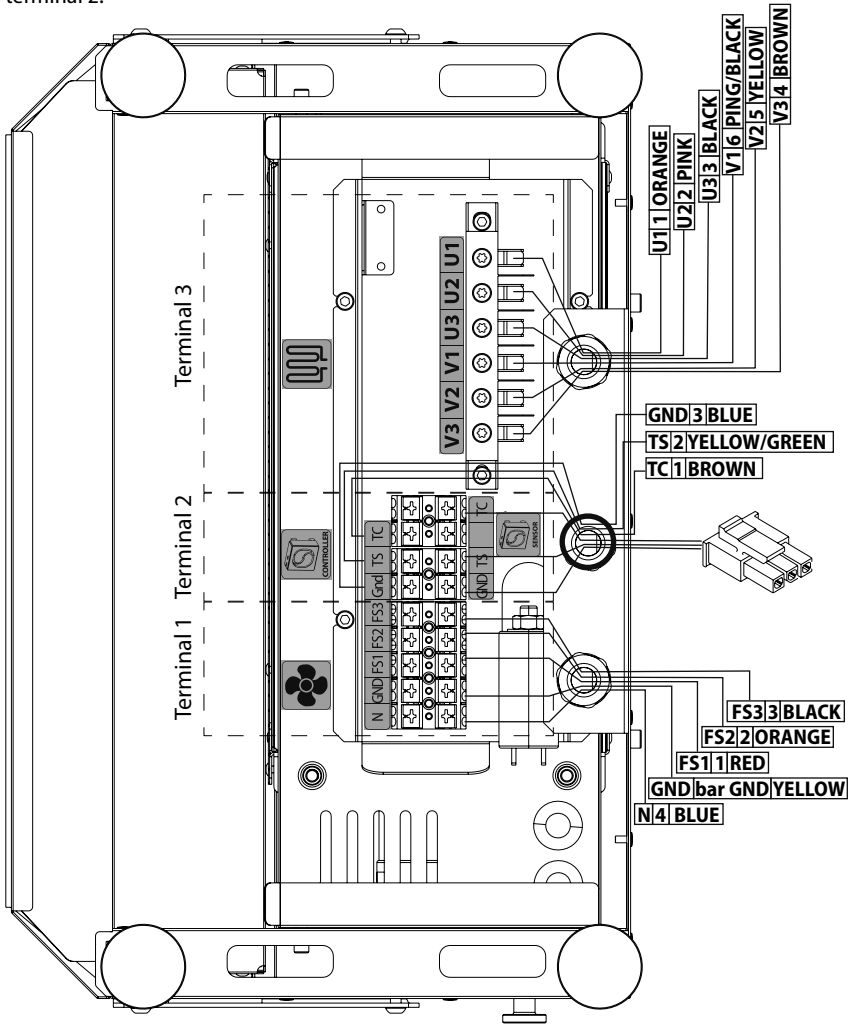 terminal 2.
U1 1 ORANGE
U2 2 PINK
U3 3 BLACK
V1 6 PING/BLACK
V2 5 YELLOW
V3 4 BROWN
Terminal 3
U1
U2
U3
V1
V2
V3
GND 3 BLUE
TS 2 YELLOW/GREEN
TC 1 BROWN
Terminal 2
CONTROLLER
TC
TS
Gnd
TC
TS
GND
SENSOR
Terminal 1
FS3
FS2
FS1
GND
N
FS3 3 BLACK
FS2 2 ORANGE
FS1 1 RED
GND bar GND YELLOW
N 4 BLUE